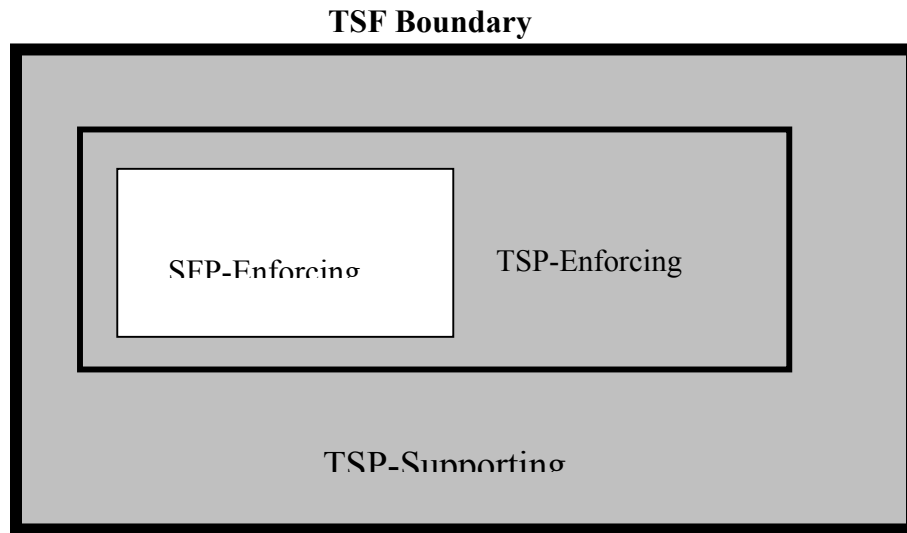 TSF Boundary
SFP-Enforcing
TSP-Enforcing
TSP-Supporting